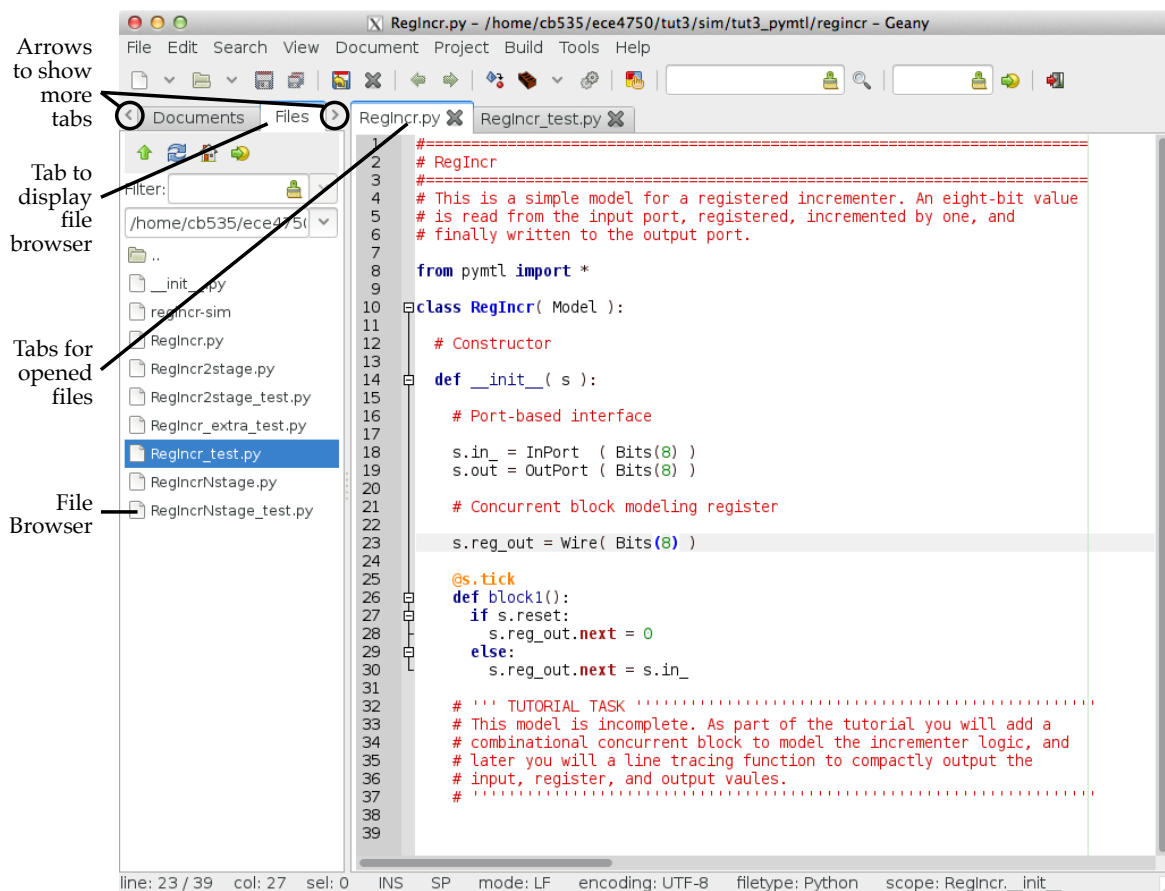 RegIncr.py – /home/cb535/ece4750/tut3/sim/tut3_pymtl/regincr – Geany
File Edit Search View Document Project Build Tools Help
Arrows
to show
more
tabs
Tab to
display
file
browser
Tabs for
opened
files
File
Browser
Documents Files
Filter:
/home/cb535/ece4750
..
__init__.py
regincr-sim
RegIncr.py
RegIncr2stage.py
RegIncr2stage_test.py
RegIncr_extra_test.py
RegIncr_test.py
RegIncrNstage.py
RegIncrNstage_test.py
RegIncr.py RegIncr_test.py
1 #=========================================================================
2 # RegIncr
3 #=========================================================================
4 # This is a simple model for a registered incrementer. An eight-bit value
5 # is read from the input port, registered, incremented by one, and
6 # finally written to the output port.
7
8 from pymtl import *
9
10 class RegIncr( Model ):
11
12 # Constructor
13
14 def __init__( s ):
15
16 # Port-based interface
17
18 s.in_ = InPort  ( Bits(8) )
19 s.out = OutPort ( Bits(8) )
20
21 # Concurrent block modeling register
22
23 s.reg_out = Wire( Bits(8) )
24
25 @s.tick
26 def block1():
27 if s.reset:
28 s.reg_out.next = 0
29 else:
30 s.reg_out.next = s.in_
31
32 # ''' TUTORIAL TASK ''''''''''''''''''''''''''''''''''''''''''''''''''''
33 # This model is incomplete. As part of the tutorial you will add a
34 # combinational concurrent block to model the incrementer logic, and
35 # later you will a line tracing function to compactly output the
36 # input, register, and output vaules.
37 # ''''''''''''''''''''''''''''''''''''''''''''''''''''''''''''''''''''''
38
39
line: 23 / 39 col: 27 sel: 0 INS SP mode: LF encoding: UTF-8 filetype: Python scope: RegIncr.__init__